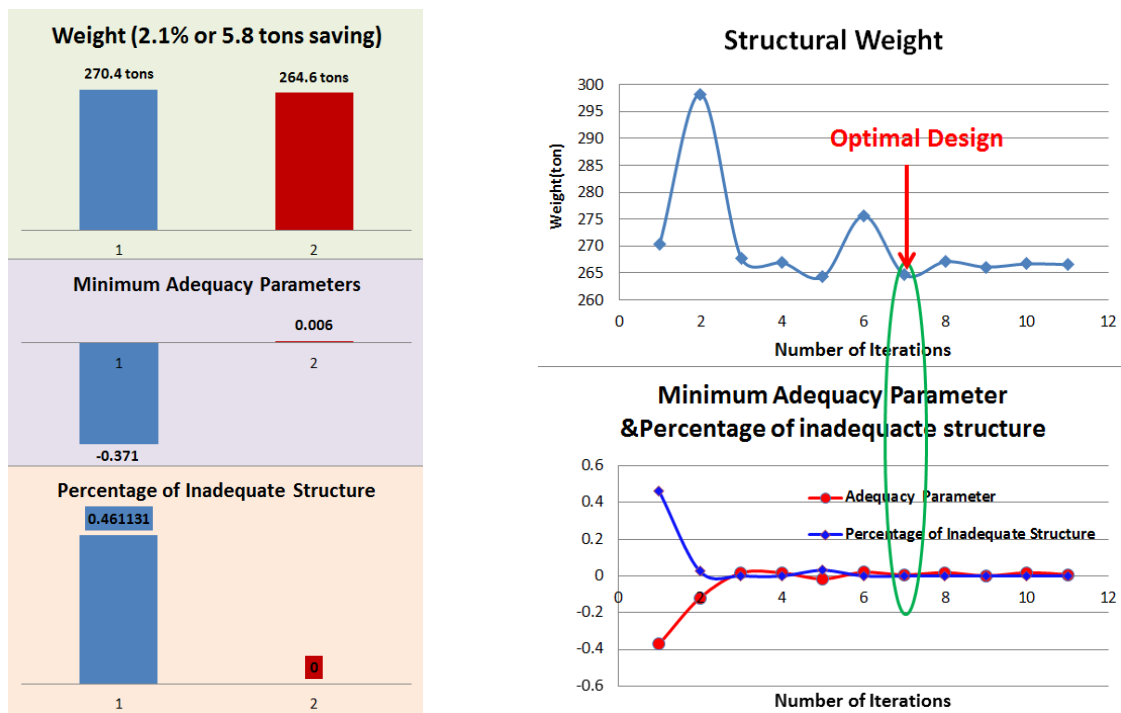 Weight (2.1% or 5.8 tons saving)
270.4 tons
264.6 tons
1
2
Minimum Adequacy Parameters
0.006
1
2
-0.371
Percentage of Inadequate Structure
0.461131
0
1
2
Structural Weight
300
295
290
285
280
275
270
265
260
Weight(ton)
Optimal Design
0
2
4
6
8
10
12
Number of Iterations
Minimum Adequacy Parameter
&Percentage of inadequacte structure
0.6
0.4
0.2
0
-0.2
-0.4
-0.6
Adequacy Parameter
Percentage of Inadequate Structure
0
2
4
6
8
10
12
Number of Iterations